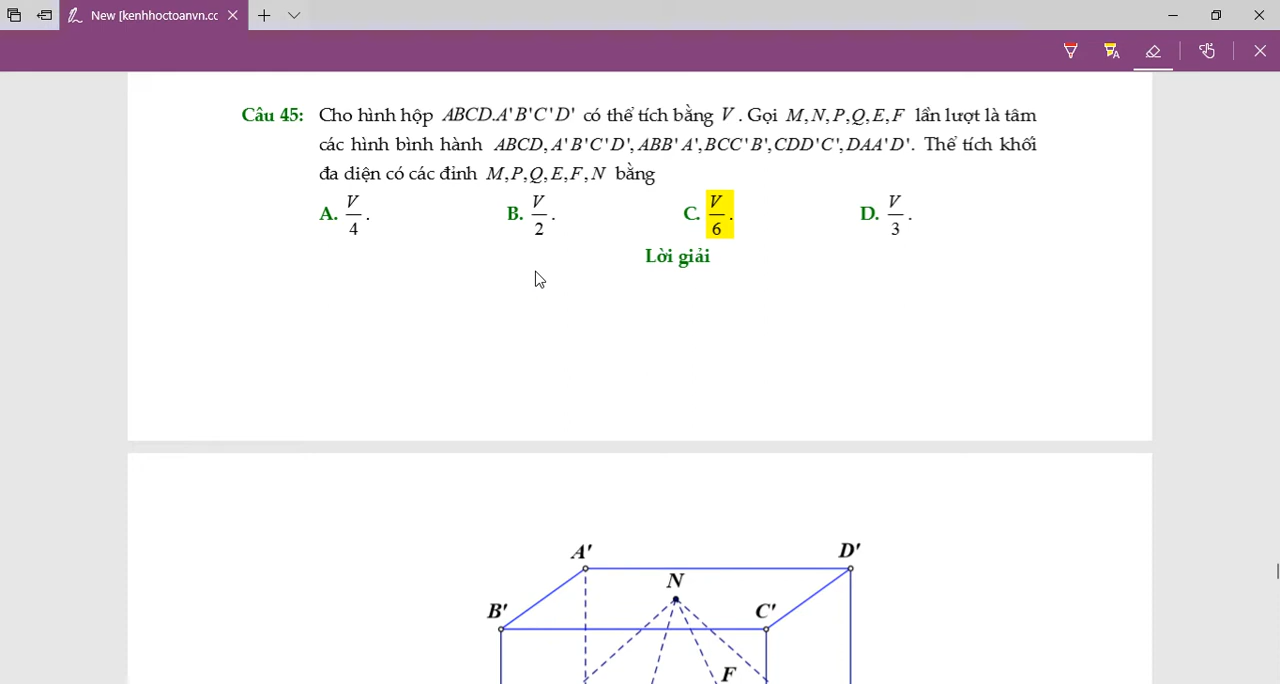 New [kenhhoctoanvn.cc
Câu 45: Cho hình hộp ABCD.A'B'C'D' có thể tích bằng V. Gọi M,N,P,Q,E,F lần lượt là tâm
các hình bình hành ABCD, A'B'C'D', ABB'A', BCC'B', CDD'C', DAA'D'. Thể tích khối
đa diện có các đỉnh M,P,Q,E,F,N bằng
A. V/4. B. V/2. C. V/6. D. V/3.
Lời giải
A' D'
N
B' C'
F